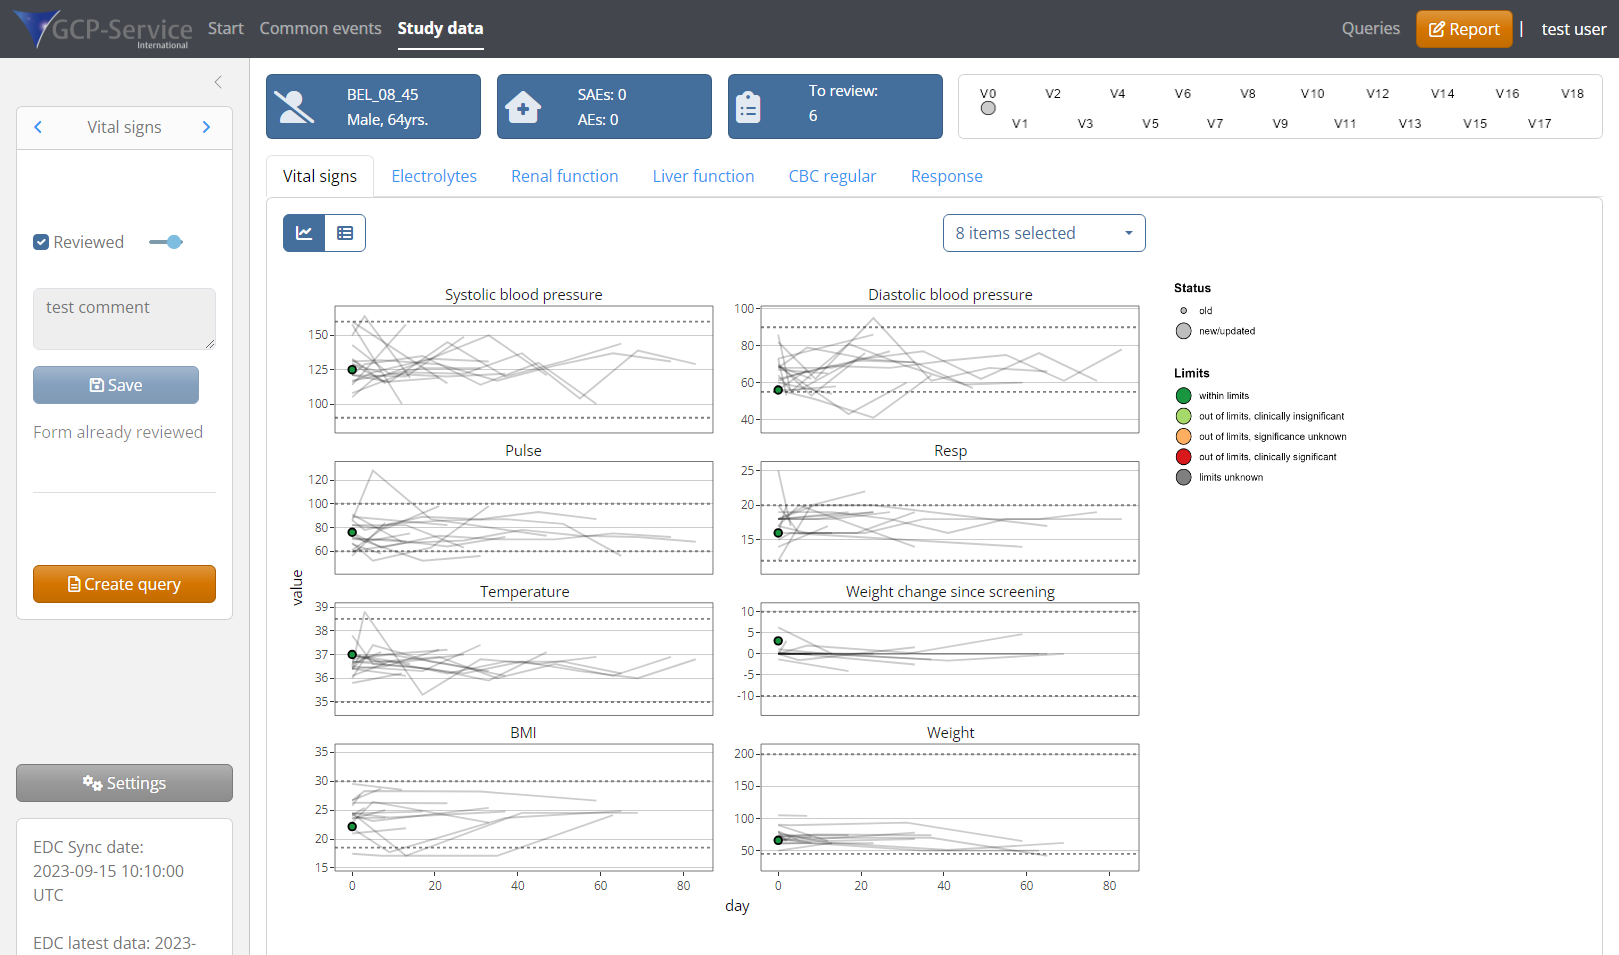 GCP-Service
International
Start
Common events
Study data
Queries
Report
|
test user
Vital signs
Reviewed
test comment
Save
Form already reviewed
Create query
Settings
EDC Sync date:
2023-09-15 10:10:00
UTC
EDC latest data: 2023-
BEL_08_45
Male, 64yrs.
SAEs: 0
AEs: 0
To review:
6
V0 V2 V4 V6 V8 V10 V12 V14 V16 V18
V1 V3 V5 V7 V9 V11 V13 V15 V17
Vital signs
Electrolytes
Renal function
Liver function
CBC regular
Response
8 items selected
Systolic blood pressure
150
125
100
Diastolic blood pressure
100
80
60
40
Pulse
120
100
80
60
Resp
25
20
15
value
Temperature
39
38
37
36
35
Weight change since screening
10
5
0
-5
-10
BMI
35
30
25
20
15
0 20 40 60 80
Weight
200
150
100
50
0 20 40 60 80
day
Status
old
new/updated
Limits
within limits
out of limits, clinically insignificant
out of limits, significance unknown
out of limits, clinically significant
limits unknown